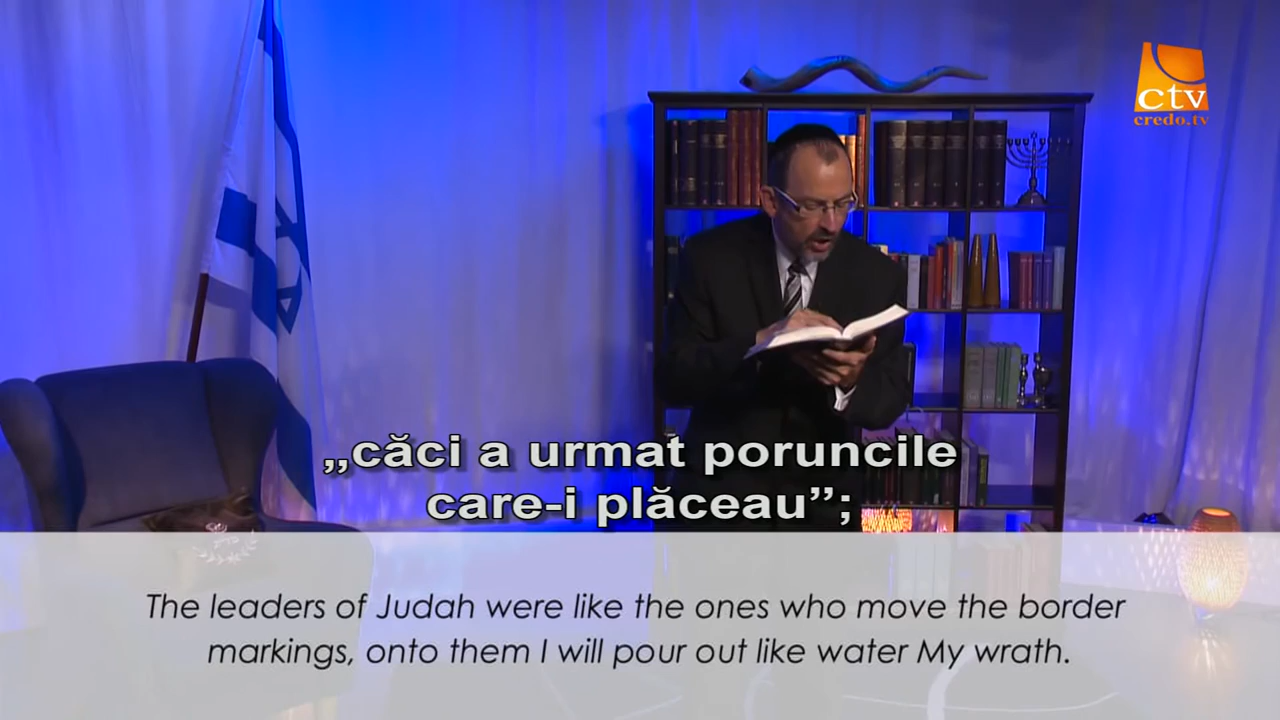 ctv
credo.tv
„căci a urmat poruncile
care-i plăceau”;
The leaders of Judah were like the ones who move the border
markings, onto them I will pour out like water My wrath.